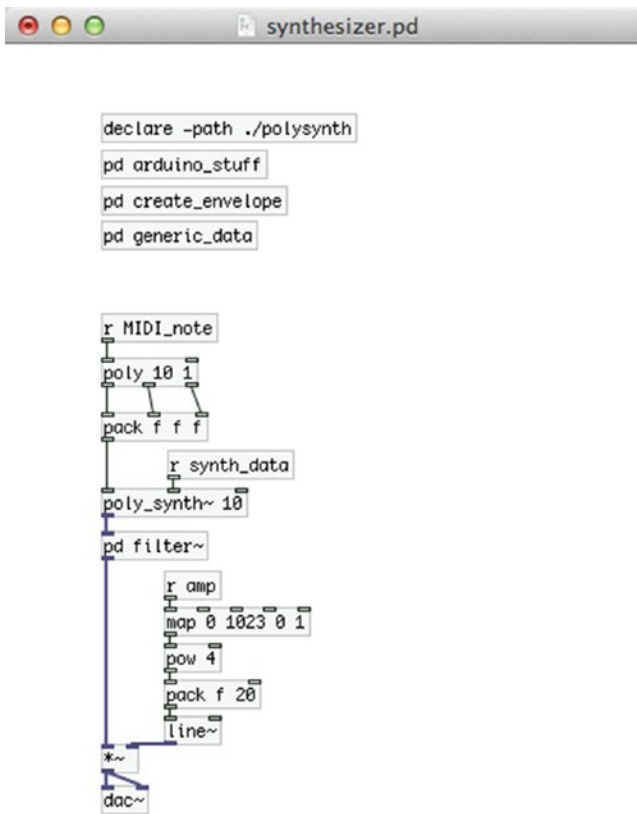 synthesizer.pd
declare -path ./polysynth
pd arduino_stuff
pd create_envelope
pd generic_data
r MIDI_note
poly 10 1
pack f f f
r synth_data
poly_synth~ 10
pd filter~
r amp
map 0 1023 0 1
pow 4
pack f 20
line~
*~
dac~